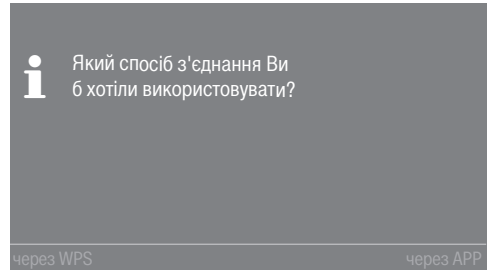 Який спосіб з'єднання Ви
б хотіли використовувати?
через WPS
через APP